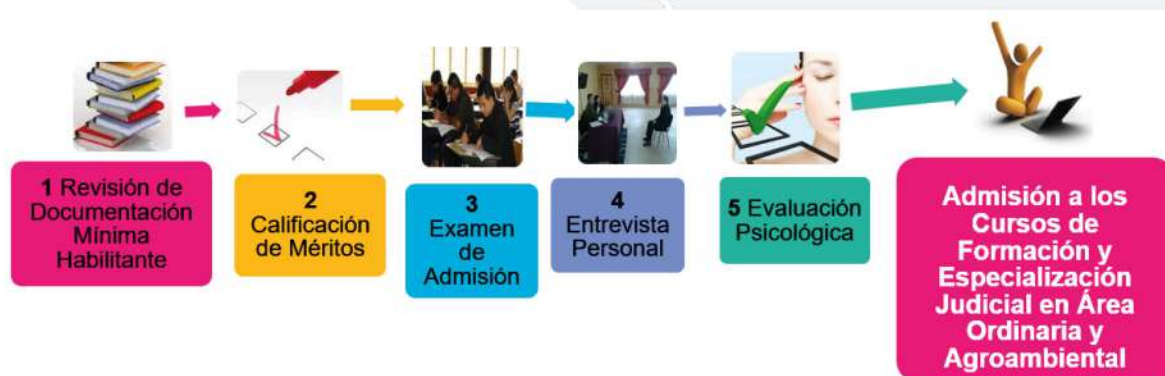 1 Revisión de
Documentación
Mínima
Habilitante
2
Calificación
de Méritos
3
Examen
de
Admisión
4
Entrevista
Personal
5 Evaluación
Psicológica
Admisión a los
Cursos de
Formación y
Especialización
Judicial en Área
Ordinaria y
Agroambiental